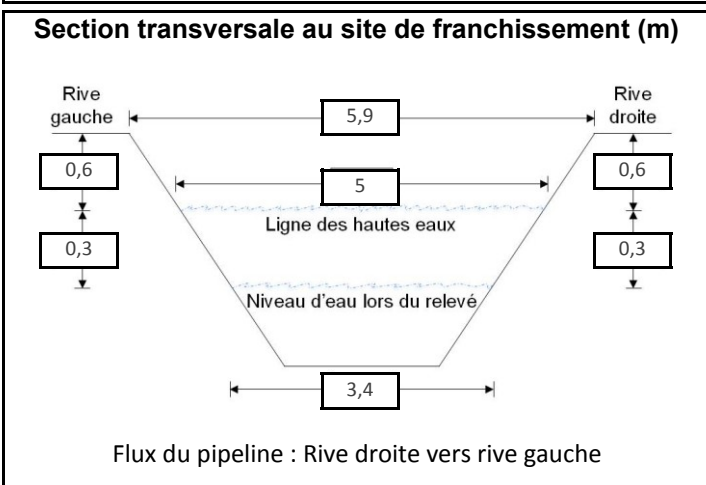 Section transversale au site de franchissement (m)
Rive
gauche
5,9
Rive
droite
0,6
5
0,6
Ligne des hautes eaux
0,3
0,3
Niveau d'eau lors du relevé
3,4
Flux du pipeline : Rive droite vers rive gauche